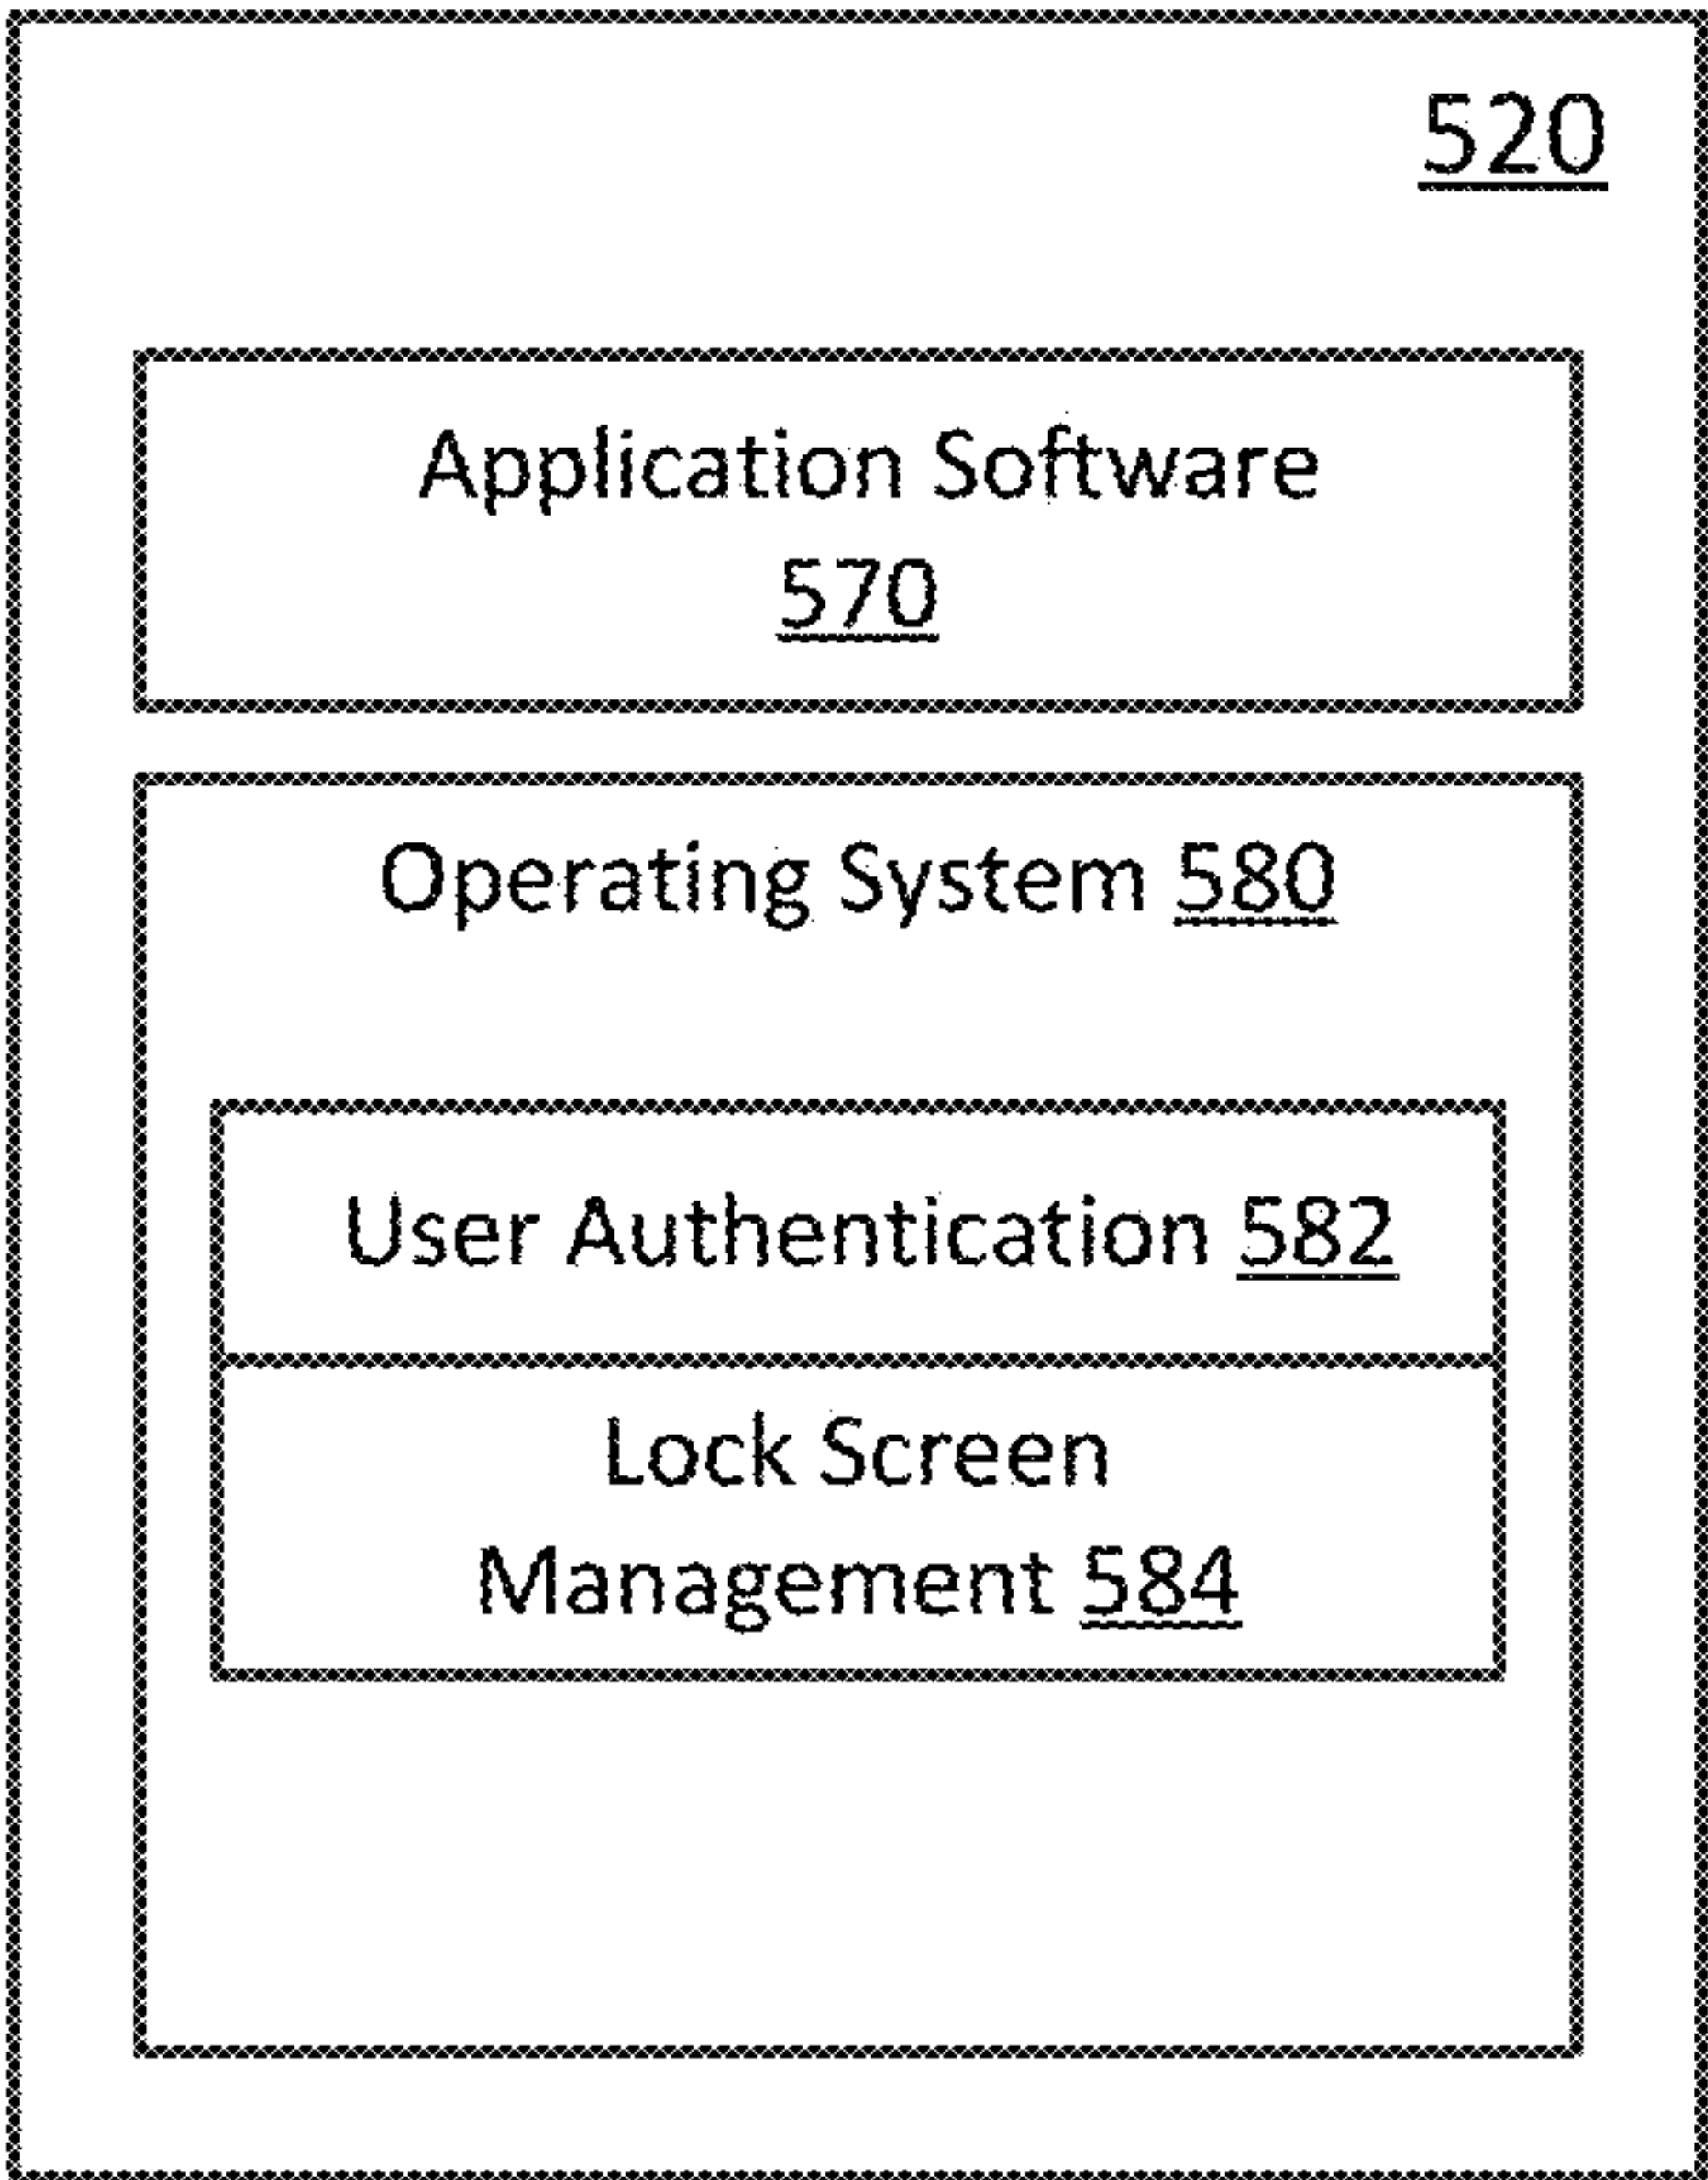 520
Application Software
570
Operating System 580
User Authentication 582
Lock Screen
Management 584